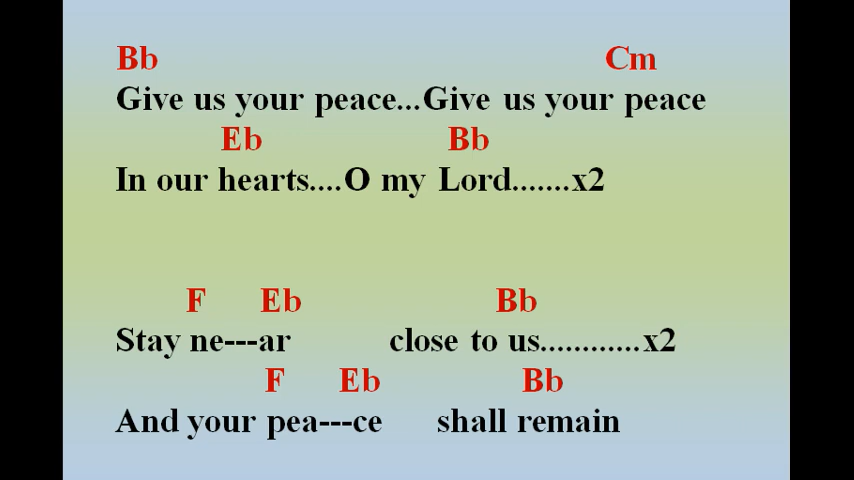 Bb Cm
Give us your peace...Give us your peace
Eb Bb
In our hearts....O my Lord.......x2
F Eb Bb
Stay ne---ar close to us............x2
F Eb Bb
And your pea---ce shall remain